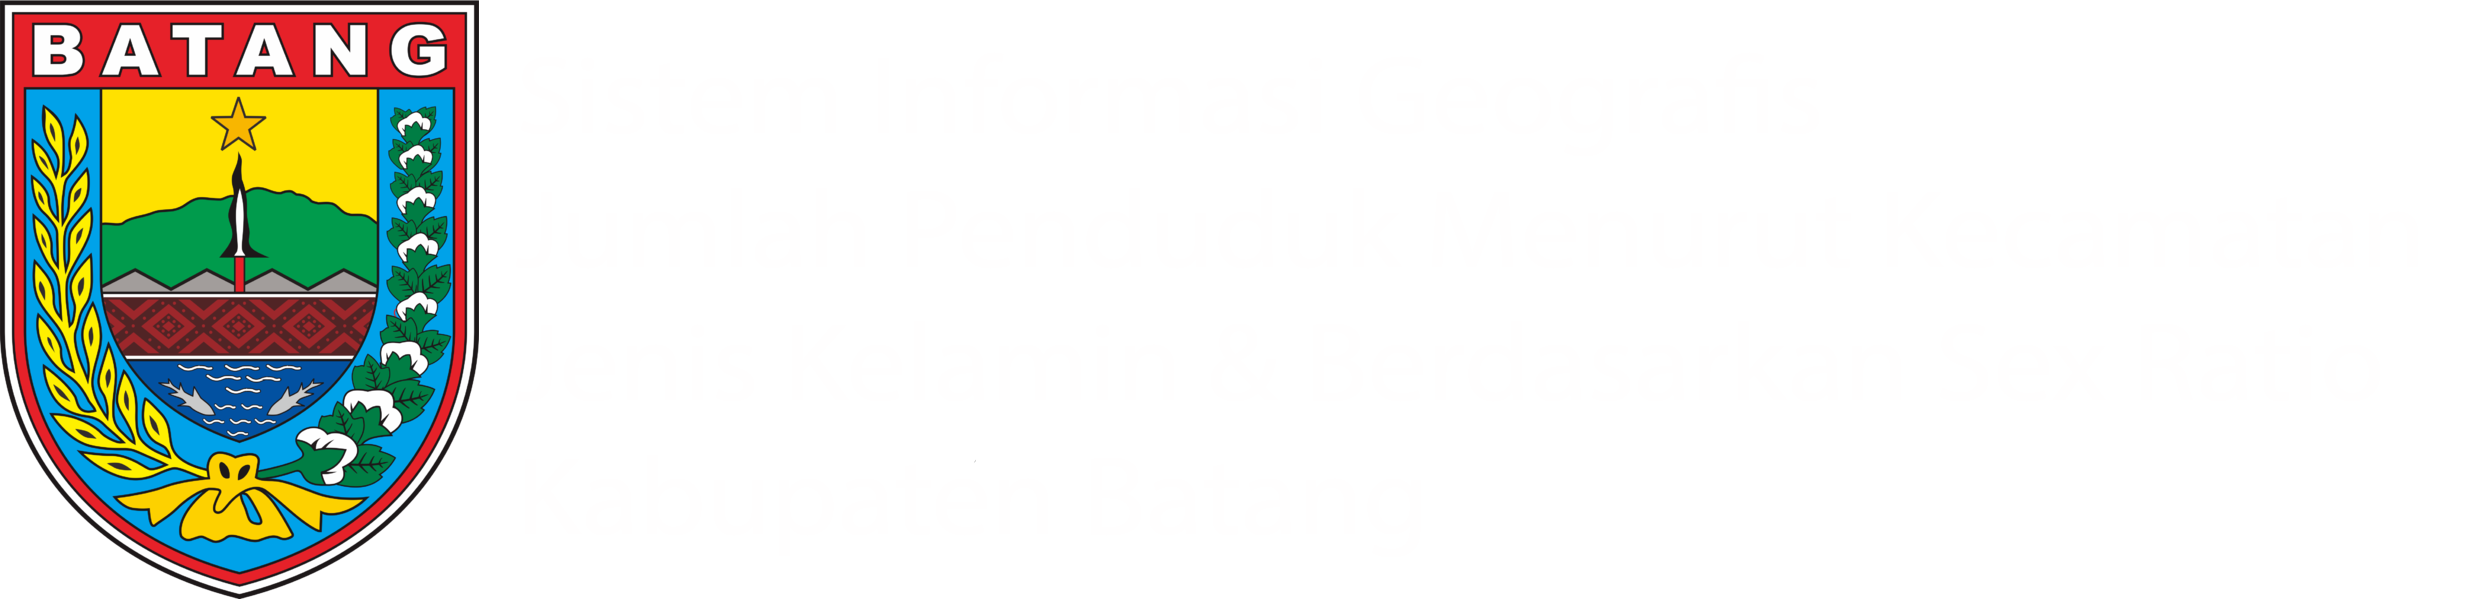 BATANG
Sistem Informasi Geografis
Jumlah Penduduk Menurut Kecamatan
Jenis Kelamin & Berdasarkan Sex Ratio
Kabupaten Batang